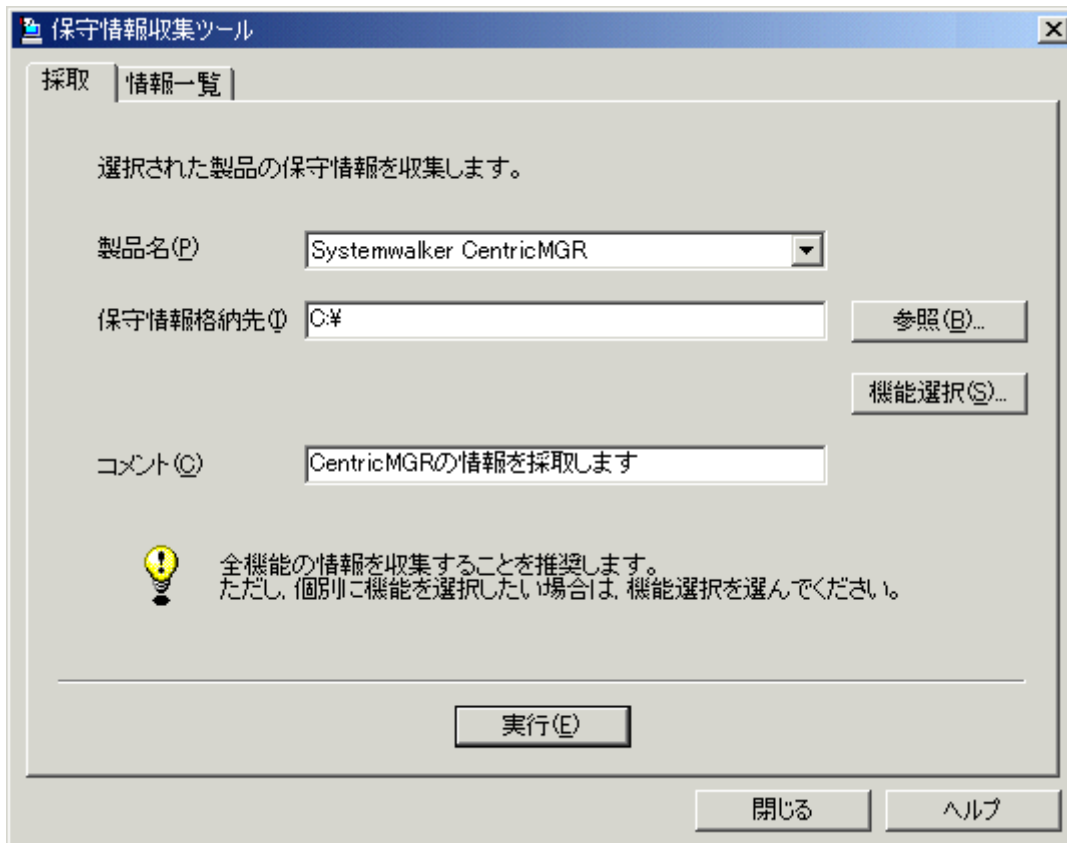 保守情報収集ツール
採取 情報一覧
選択された製品の保守情報を収集します。
製品名(P) Systemwalker CentricMGR
保守情報格納先(I) C:¥ 参照(B)...
機能選択(S)...
コメント(C) CentricMGRの情報を採取します
全機能の情報を収集することを推奨します。
ただし、個別に機能を選択したい場合は、機能選択を選んでください。
実行(E)
閉じる ヘルプ